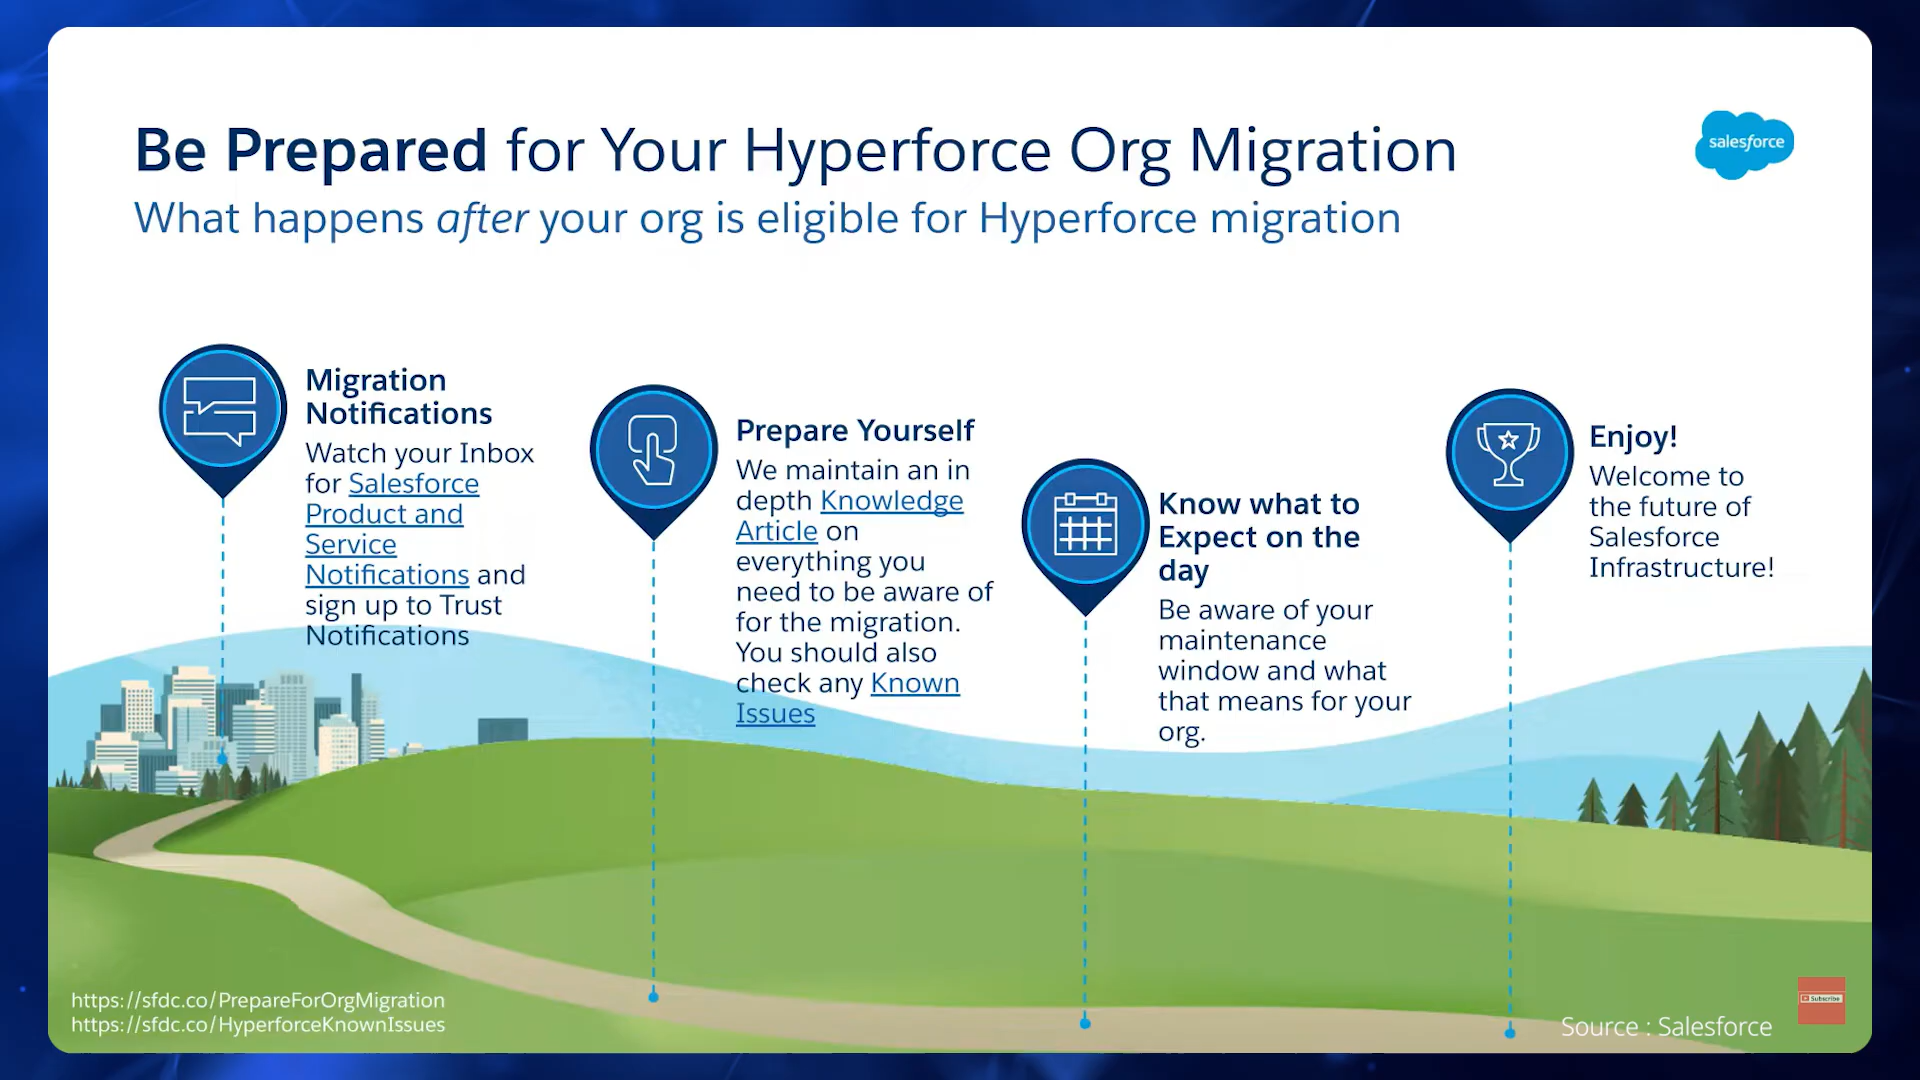 Be Prepared for Your Hyperforce Org Migration
What happens after your org is eligible for Hyperforce migration
salesforce
Migration
Notifications
Watch your Inbox
for Salesforce
Product and
Service
Notifications and
sign up to Trust
Notifications
Prepare Yourself
We maintain an in
depth Knowledge
Article on
everything you
need to be aware of
for the migration.
You should also
check any Known
Issues
Know what to
Expect on the
day
Be aware of your
maintenance
window and what
that means for your
org.
Enjoy!
Welcome to
the future of
Salesforce
Infrastructure!
https://sfdc.co/PrepareForOrgMigration
https://sfdc.co/HyperforceKnownIssues
Source : Salesforce
Subscribe